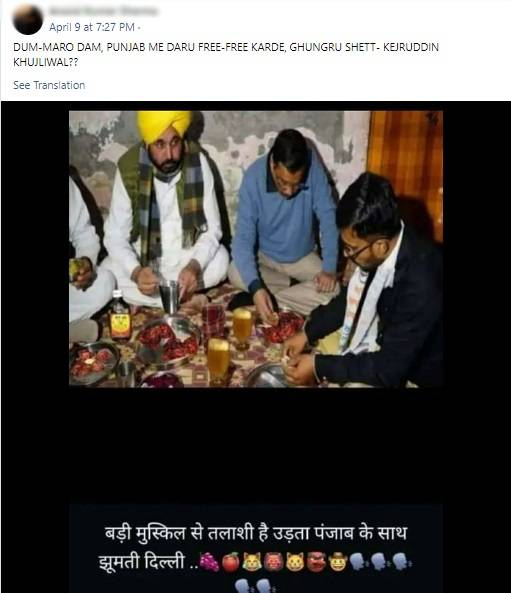 April 9 at 7:27 PM ·
DUM-MARO DAM, PUNJAB ME DARU FREE-FREE KARDE, GHUNGRU SHETT- KEJRUDDIN
KHUJLIWAL??
See Translation
बड़ी मुस्किल से तलाशी है उड़ता पंजाब के साथ
झूमती दिल्ली ..🍇🍎😹👹😺👺🤠🗣🗣🗣
🗣🗣